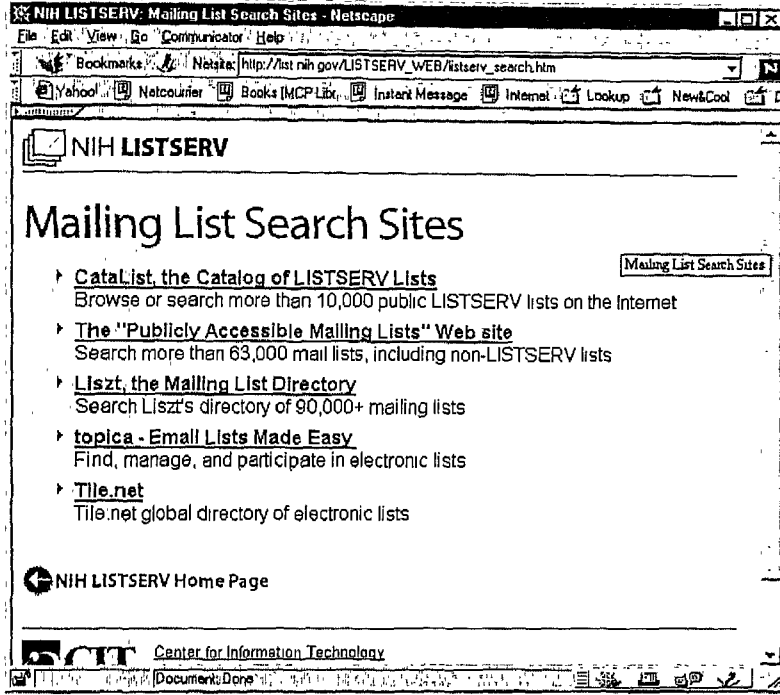 NIH LISTSERV: Mailing List Search Sites - Netscape
File Edit View Go Communicator Help
Bookmarks Netsite: http://list.nih.gov/LISTSERV_WEB/listserv_search.htm
Yahoo! Netcourier Books (MCP Libr Instant Message Internet Lookup New&Cool
NIH LISTSERV
Mailing List Search Sites
Mailing List Search Sites
CataList, the Catalog of LISTSERV Lists
Browse or search more than 10,000 public LISTSERV lists on the Internet
The "Publicly Accessible Mailing Lists" Web site
Search more than 63,000 mail lists, including non-LISTSERV lists
Liszt, the Mailing List Directory
Search Liszt's directory of 90,000+ mailing lists
topica - Email Lists Made Easy
Find, manage, and participate in electronic lists
Tile.net
Tile.net global directory of electronic lists
NIH LISTSERV Home Page
CIT Center for Information Technology
Document: Done